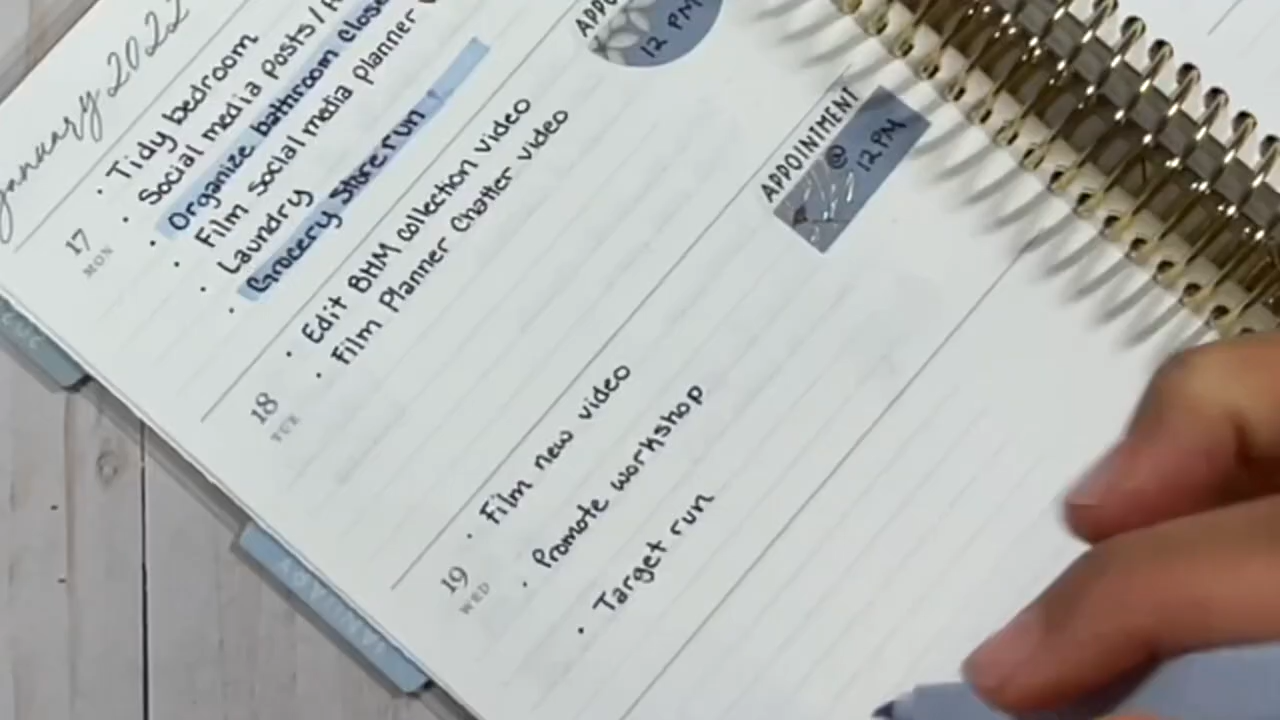 January 2022
17
MON
• Tidy bedroom
• Social media posts/
• Organize bathroom
• Film social media planner
• Laundry
• Grocery store run!
12 PM
18
TUE
• Edit BHM collection video
• Film Planner Chatter video
APPOINTMENT
@
12 PM
19
WED
• Film new video
• Promote workshop
• Target run
JANUARY